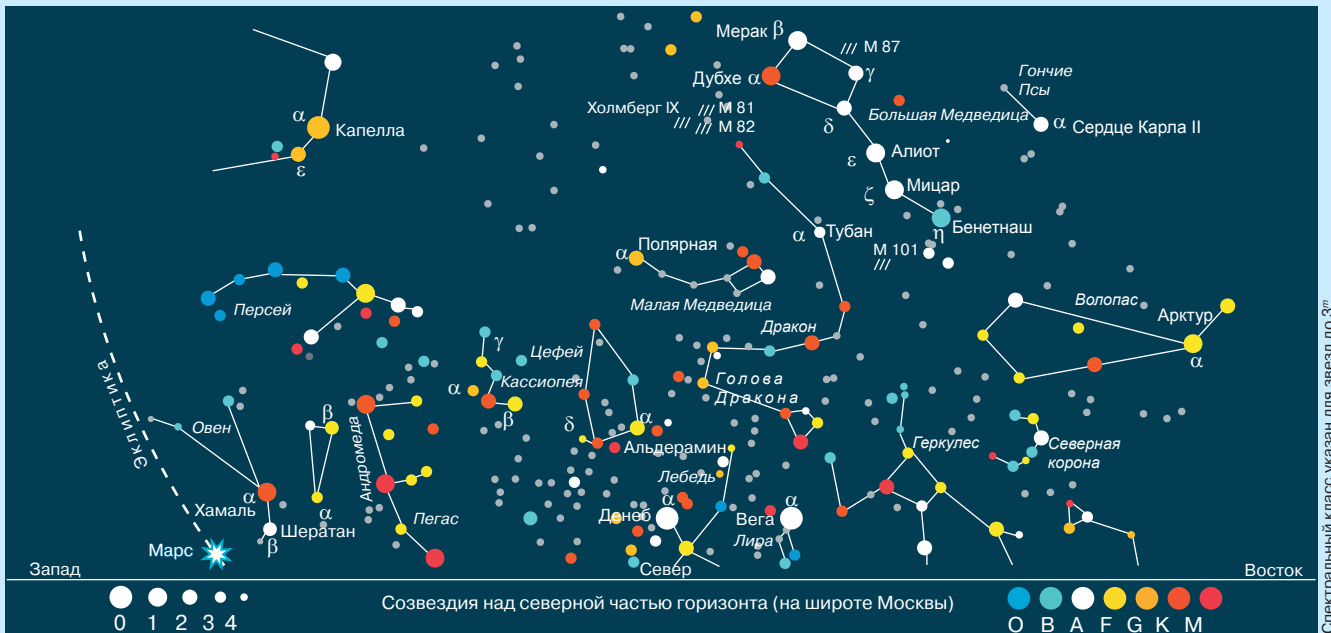 Мерак β
/// М 87
Дубхе α
γ
Гончие
Псы
Холмберг IX
/// М 81
/// /// М 82
δ
Большая Медведица
α Сердце Карла II
α
Капелла
ε
ε
Алиот
ζ
Мицар
η Бенетнаш
α
Тубан
М 101
///
Полярная
α
Малая Медведица
Персей
Волопас
Арктур
α
Дракон
γ
Цефей
α
Кассиопея
β
Голова
Дракона
Эклиптика
Овен
β
α
Андромеда
δ
α
Альдерамин
Геркулес
Северная
корона
α
Хамаль
Шератан
β
Пегас
Лебедь
α
Денеб
α
Вега
Лира
Марс
Запад
Север
Восток
0 1 2 3 4
Созвездия над северной частью горизонта (на широте Москвы)
O B A F G K M
Спектральный класс указан для звезд до 3m